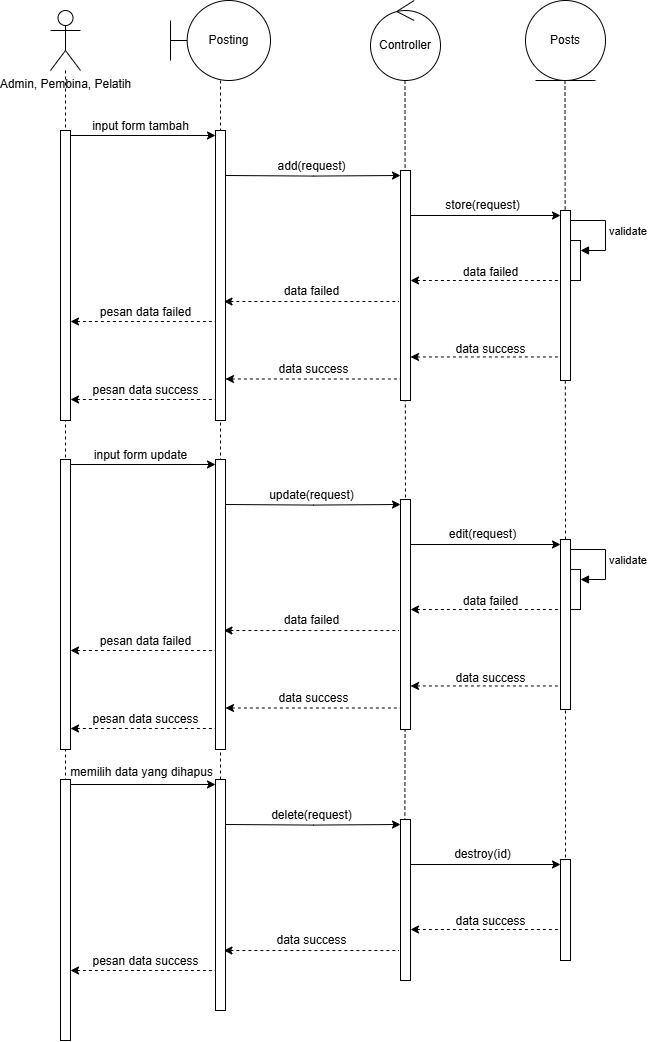 Posting
Controller
Posts
Admin, Pembina, Pelatih
input form tambah
add(request)
store(request)
validate
data failed
data failed
pesan data failed
data success
data success
pesan data success
input form update
update(request)
edit(request)
validate
data failed
data failed
pesan data failed
data success
data success
pesan data success
memilih data yang dihapus
delete(request)
destroy(id)
data success
data success
pesan data success